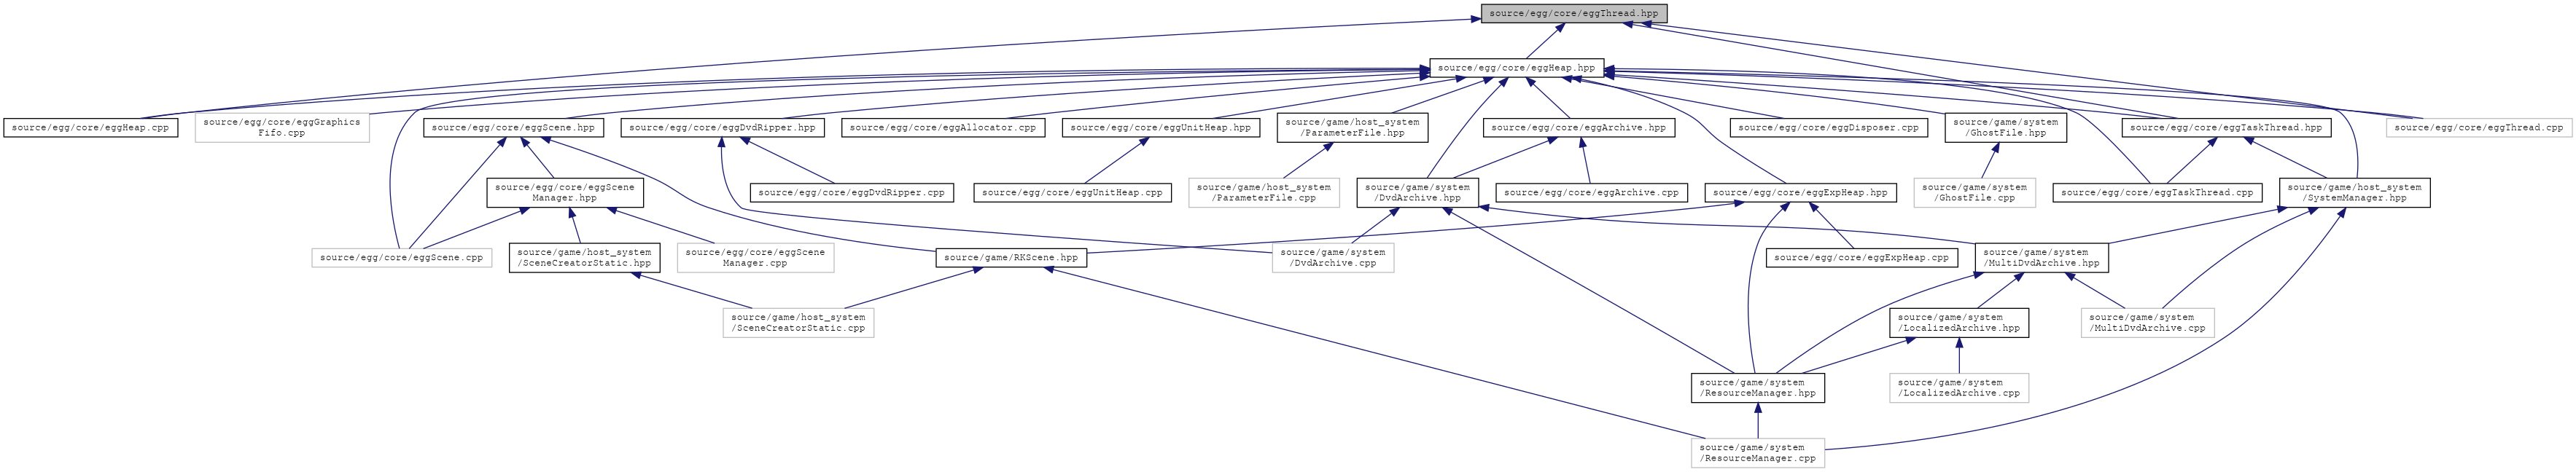 source/egg/core/eggThread.hpp
source/egg/core/eggHeap.hpp
source/egg/core/eggHeap.cpp
source/egg/core/eggGraphics
Fifo.cpp
source/egg/core/eggScene.hpp
source/egg/core/eggDvdRipper.hpp
source/egg/core/eggAllocator.cpp
source/egg/core/eggUnitHeap.hpp
source/game/host_system
/ParameterFile.hpp
source/egg/core/eggArchive.hpp
source/egg/core/eggDisposer.cpp
source/game/system
/GhostFile.hpp
source/egg/core/eggTaskThread.hpp
source/egg/core/eggThread.cpp
source/egg/core/eggScene
Manager.hpp
source/egg/core/eggDvdRipper.cpp
source/egg/core/eggUnitHeap.cpp
source/game/host_system
/ParameterFile.cpp
source/game/system
/DvdArchive.hpp
source/egg/core/eggArchive.cpp
source/egg/core/eggExpHeap.hpp
source/game/system
/GhostFile.cpp
source/egg/core/eggTaskThread.cpp
source/game/host_system
/SystemManager.hpp
source/egg/core/eggScene.cpp
source/game/host_system
/SceneCreatorStatic.hpp
source/egg/core/eggScene
Manager.cpp
source/game/RKScene.hpp
source/game/system
/DvdArchive.cpp
source/egg/core/eggExpHeap.cpp
source/game/system
/MultiDvdArchive.hpp
source/game/host_system
/SceneCreatorStatic.cpp
source/game/system
/LocalizedArchive.hpp
source/game/system
/MultiDvdArchive.cpp
source/game/system
/ResourceManager.hpp
source/game/system
/LocalizedArchive.cpp
source/game/system
/ResourceManager.cpp